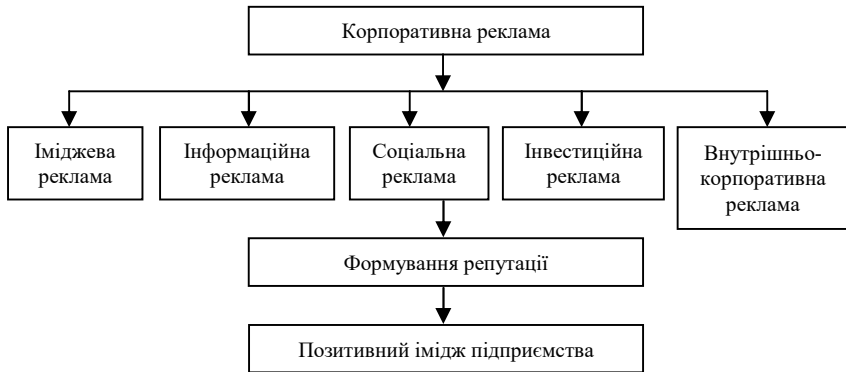 Корпоративна реклама
Іміджева
реклама
Інформаційна
реклама
Соціальна
реклама
Інвестиційна
реклама
Внутрішньо-
корпоративна
реклама
Формування репутації
Позитивний імідж підприємства